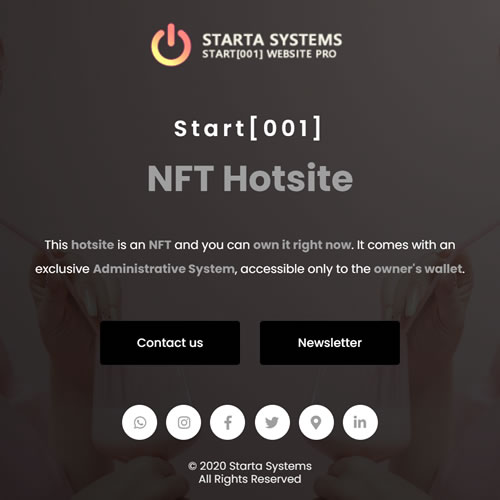 STARTA SYSTEMS
START[001] WEBSITE PRO
Start[001]
NFT Hotsite
This hotsite is an NFT and you can own it right now. It comes with an
exclusive Administrative System, accessible only to the owner's wallet.
Contact us
Newsletter
© 2020 Starta Systems
All Rights Reserved